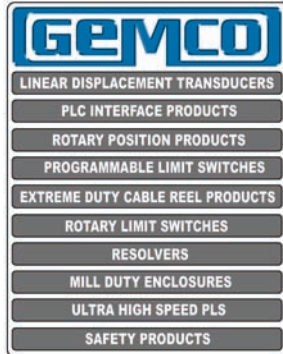 GEMCO
LINEAR DISPLACEMENT TRANSDUCERS
PLC INTERFACE PRODUCTS
ROTARY POSITION PRODUCTS
PROGRAMMABLE LIMIT SWITCHES
EXTREME DUTY CABLE REEL PRODUCTS
ROTARY LIMIT SWITCHES
RESOLVERS
MILL DUTY ENCLOSURES
ULTRA HIGH SPEED PLS
SAFETY PRODUCTS